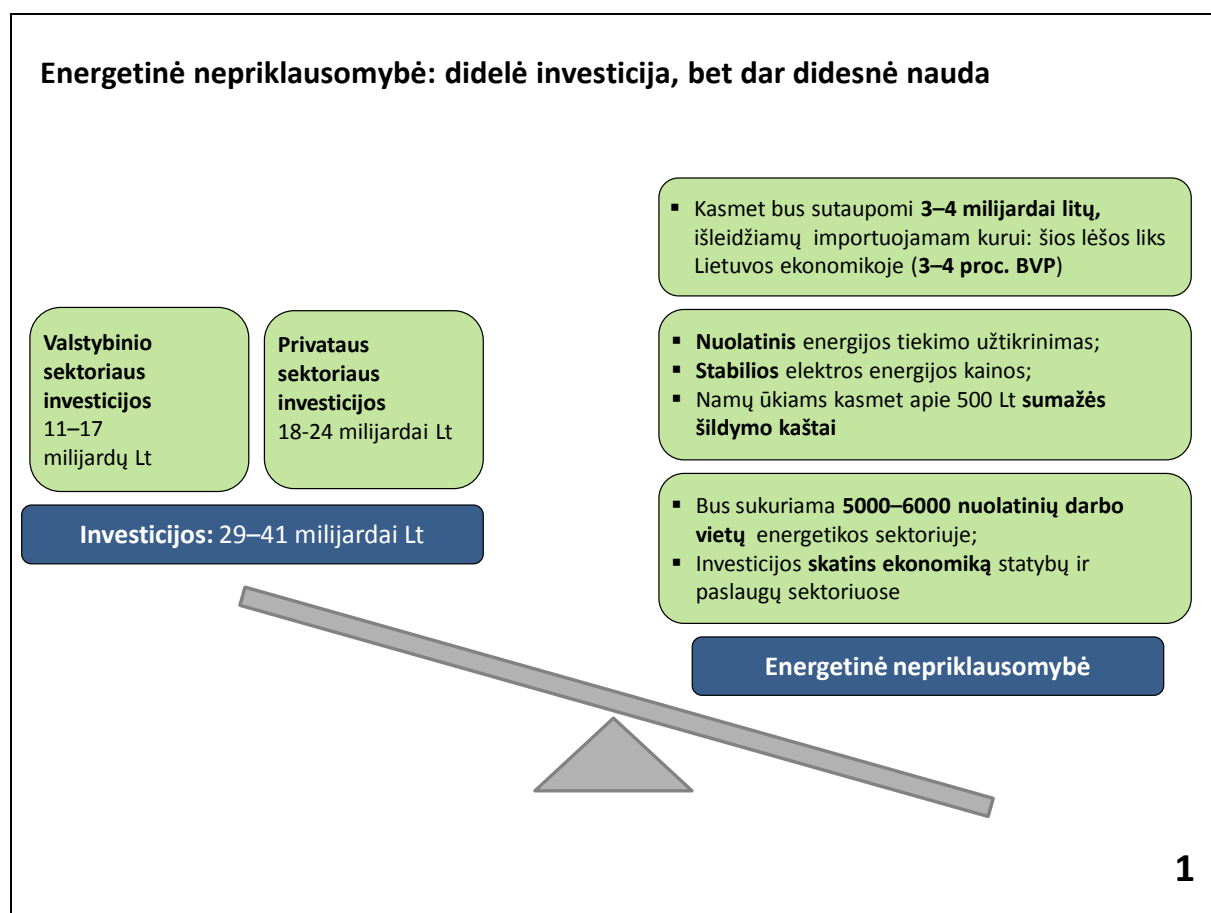 Energetinė nepriklausomybė: didelė investicija, bet dar didesnė nauda
Valstybinio
sektoriaus
investicijos
11–17
milijardų Lt
Privataus
sektoriaus
investicijos
18-24 milijardai Lt
Investicijos: 29–41 milijardai Lt
▪ Kasmet bus sutaupomi 3–4 milijardai litų,
išleidžiamų importuojamam kurui: šios lėšos liks
Lietuvos ekonomikoje (3–4 proc. BVP)
▪ Nuolatinis energijos tiekimo užtikrinimas;
▪ Stabilios elektros energijos kainos;
▪ Namų ūkiams kasmet apie 500 Lt sumažės
šildymo kaštai
▪ Bus sukuriama 5000–6000 nuolatinių darbo
vietų energetikos sektoriuje;
▪ Investicijos skatins ekonomiką statybų ir
paslaugų sektoriuose
Energetinė nepriklausomybė
1